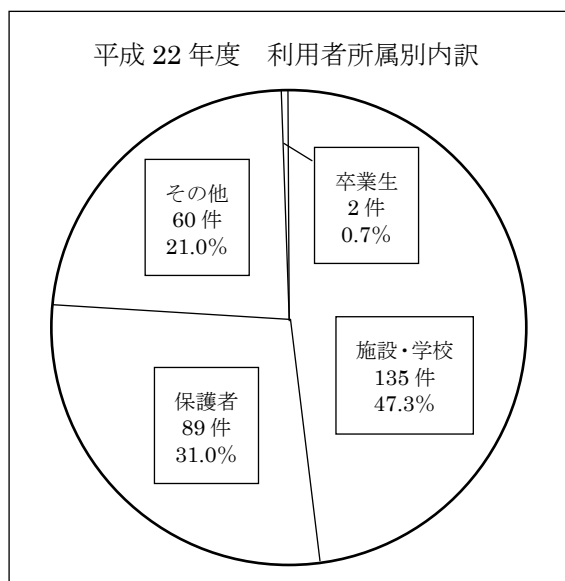 平成 22 年度　利用者所属別内訳
卒業生
2 件
0.7%
その他
60 件
21.0%
施設・学校
135 件
47.3%
保護者
89 件
31.0%